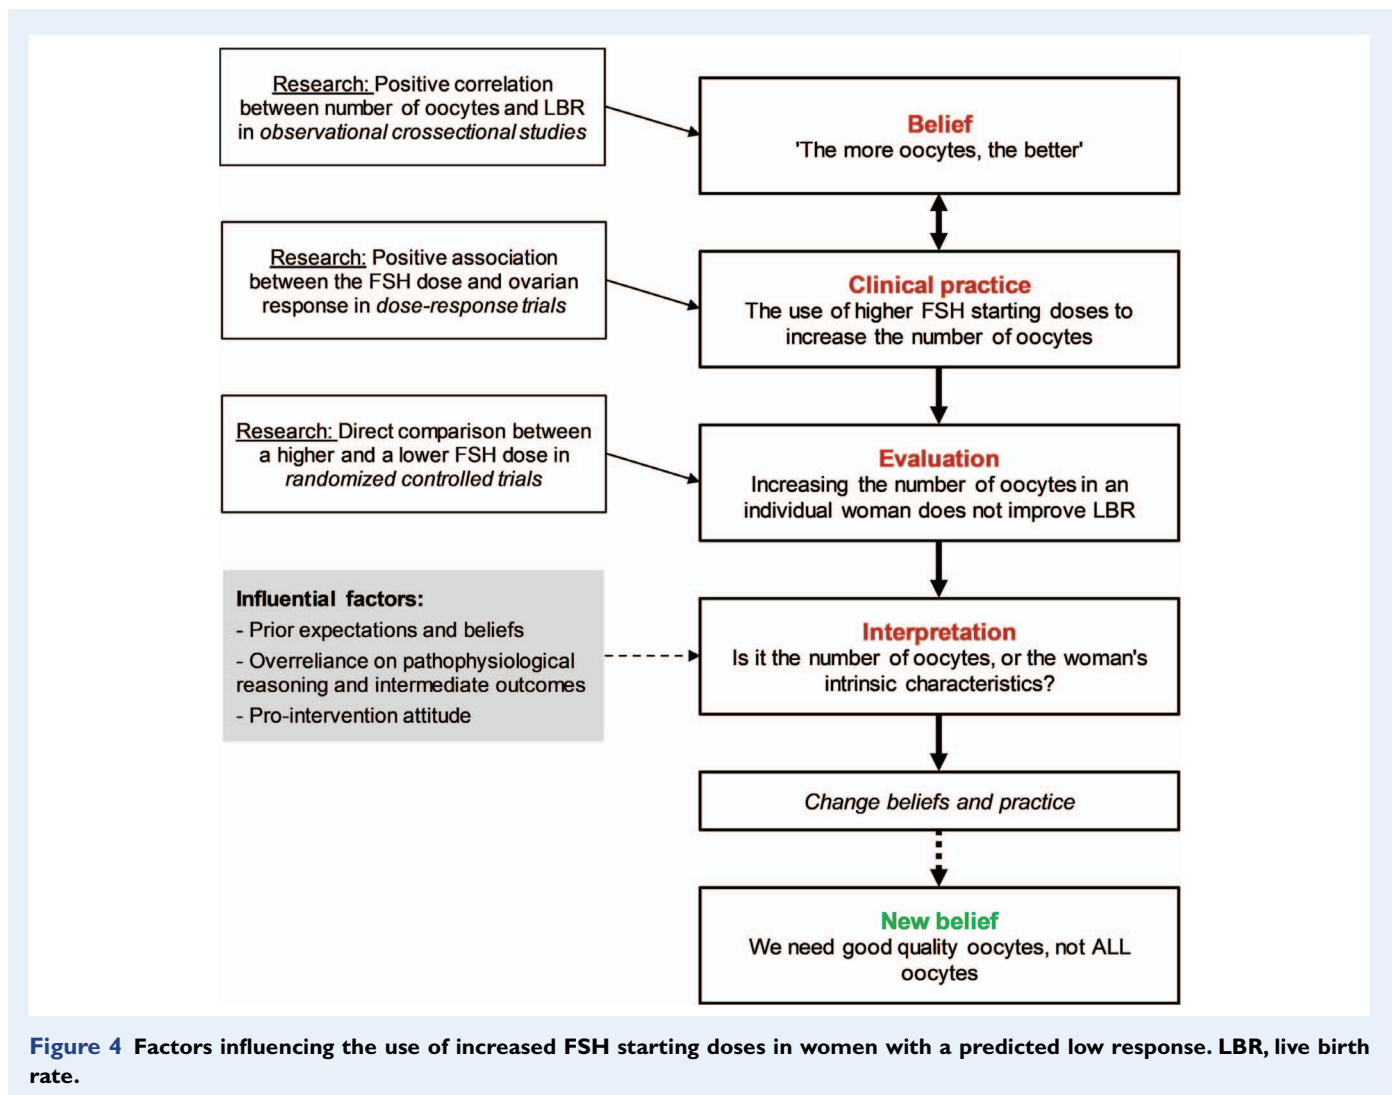 Research: Positive correlation
between number of oocytes and LBR
in observational crossectional studies
Belief
'The more oocytes, the better'
Research: Positive association
between the FSH dose and ovarian
response in dose-response trials
Clinical practice
The use of higher FSH starting doses to
increase the number of oocytes
Research: Direct comparison between
a higher and a lower FSH dose in
randomized controlled trials
Evaluation
Increasing the number of oocytes in an
individual woman does not improve LBR
Influential factors:
- Prior expectations and beliefs
- Overreliance on pathophysiological
reasoning and intermediate outcomes
- Pro-intervention attitude
Interpretation
Is it the number of oocytes, or the woman's
intrinsic characteristics?
Change beliefs and practice
New belief
We need good quality oocytes, not ALL
oocytes
Figure 4 Factors influencing the use of increased FSH starting doses in women with a predicted low response. LBR, live birth
rate.